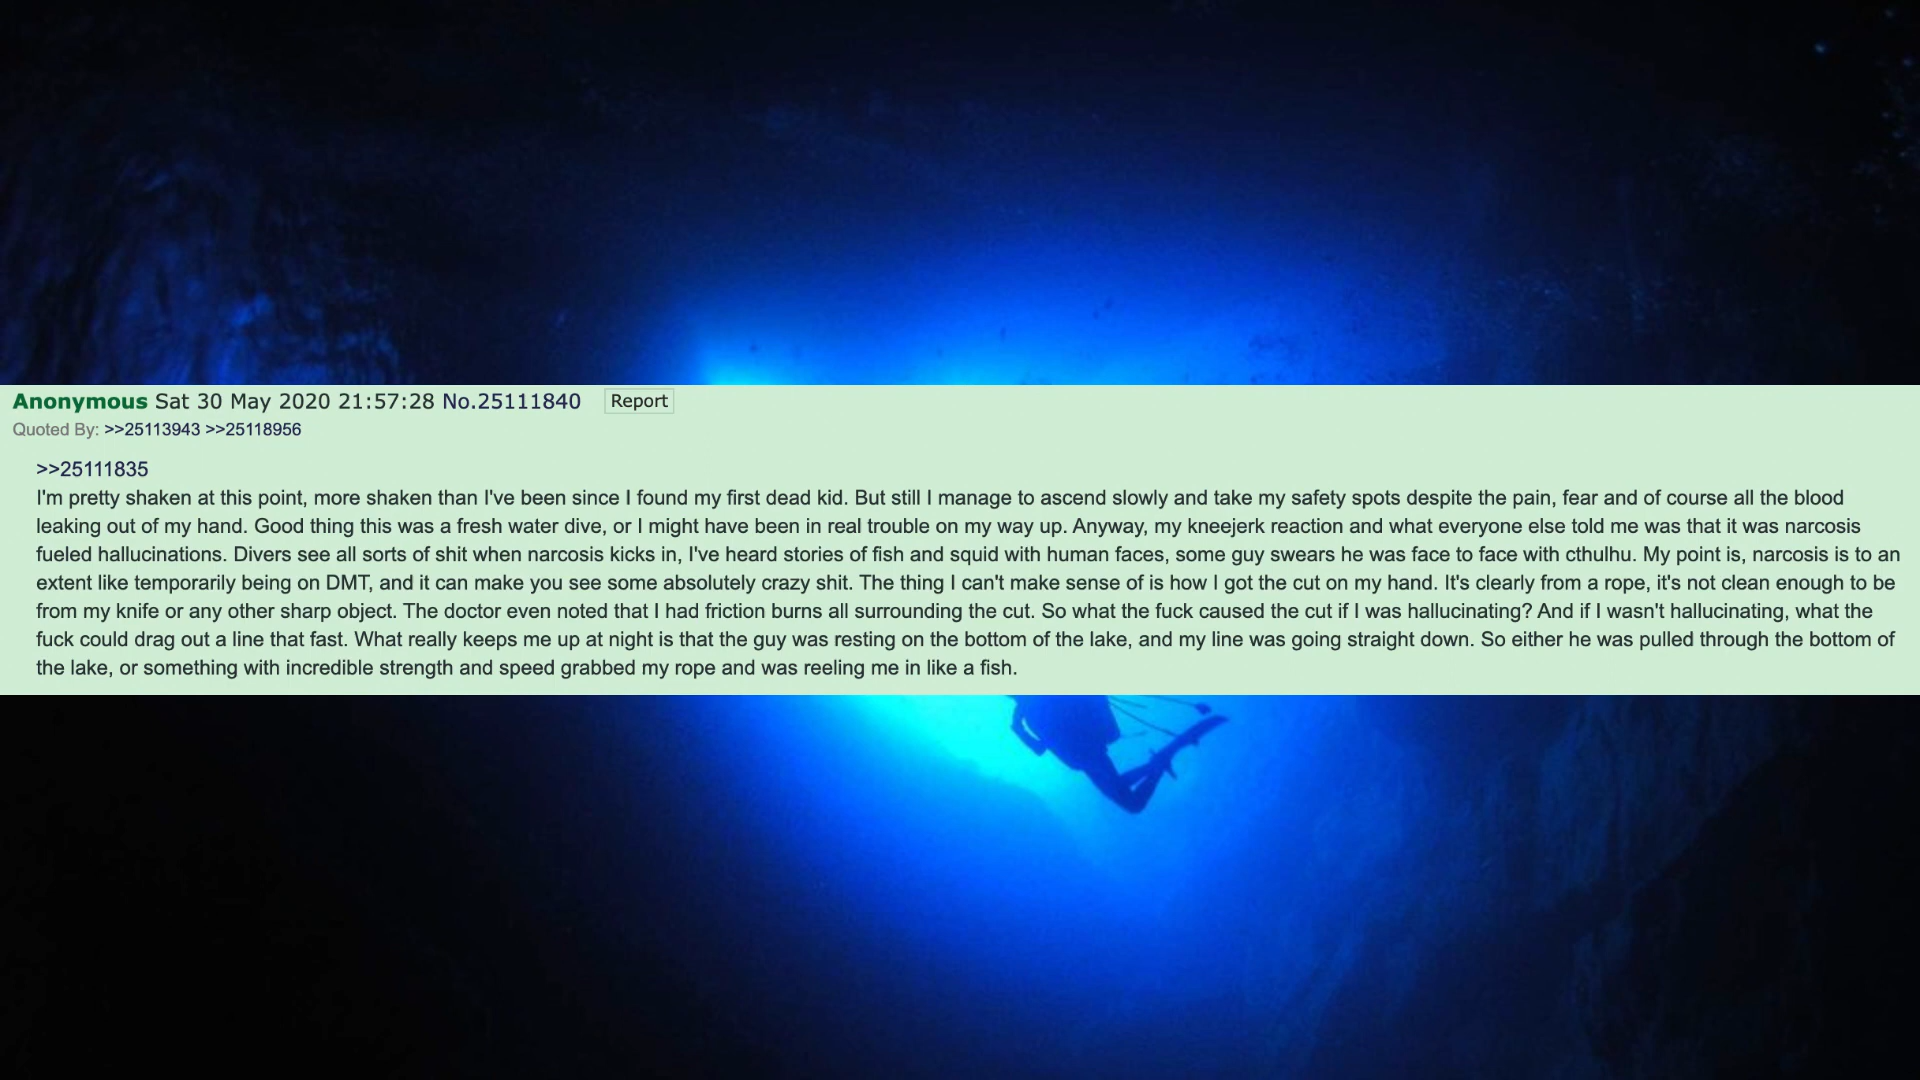 Anonymous Sat 30 May 2020 21:57:28 No.25111840 Report
Quoted By: >>25113943 >>25118956
>>25111835
I'm pretty shaken at this point, more shaken than I've been since I found my first dead kid. But still I manage to ascend slowly and take my safety spots despite the pain, fear and of course all the blood
leaking out of my hand. Good thing this was a fresh water dive, or I might have been in real trouble on my way up. Anyway, my kneejerk reaction and what everyone else told me was that it was narcosis
fueled hallucinations. Divers see all sorts of shit when narcosis kicks in, I've heard stories of fish and squid with human faces, some guy swears he was face to face with cthulhu. My point is, narcosis is to an
extent like temporarily being on DMT, and it can make you see some absolutely crazy shit. The thing I can't make sense of is how I got the cut on my hand. It's clearly from a rope, it's not clean enough to be
from my knife or any other sharp object. The doctor even noted that I had friction burns all surrounding the cut. So what the fuck caused the cut if I was hallucinating? And if I wasn't hallucinating, what the
fuck could drag out a line that fast. What really keeps me up at night is that the guy was resting on the bottom of the lake, and my line was going straight down. So either he was pulled through the bottom of
the lake, or something with incredible strength and speed grabbed my rope and was reeling me in like a fish.